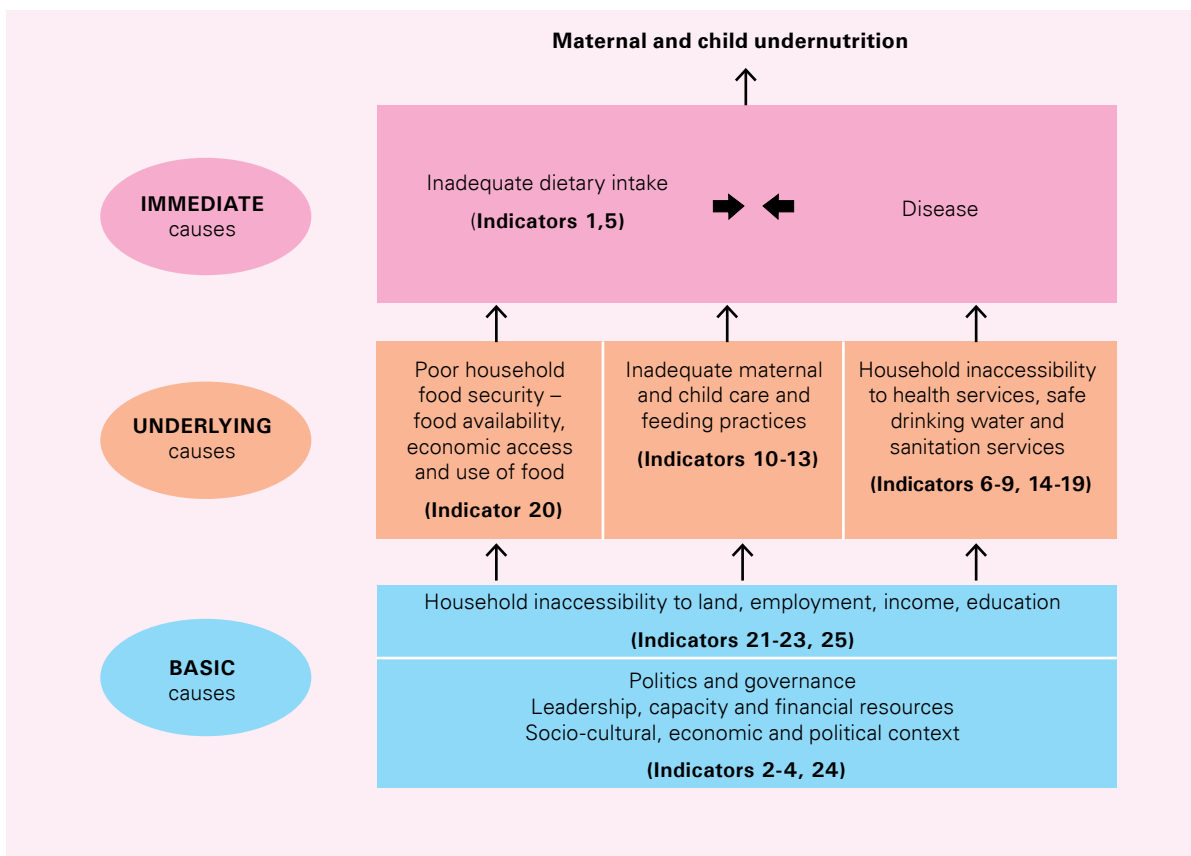 Maternal and child undernutrition
IMMEDIATE
causes
Inadequate dietary intake
(Indicators 1,5)
Disease
UNDERLYING
causes
Poor household
food security –
food availability,
economic access
and use of food
(Indicator 20)
Inadequate maternal
and child care and
feeding practices
(Indicators 10-13)
Household inaccessibility
to health services, safe
drinking water and
sanitation services
(Indicators 6-9, 14-19)
BASIC
causes
Household inaccessibility to land, employment, income, education
(Indicators 21-23, 25)
Politics and governance
Leadership, capacity and financial resources
Socio-cultural, economic and political context
(Indicators 2-4, 24)